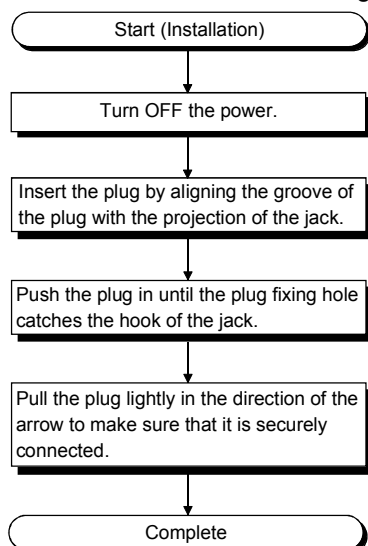 Start (Installation)
Turn OFF the power.
Insert the plug by aligning the groove of
the plug with the projection of the jack.
Push the plug in until the plug fixing hole
catches the hook of the jack.
Pull the plug lightly in the direction of the
arrow to make sure that it is securely
connected.
Complete